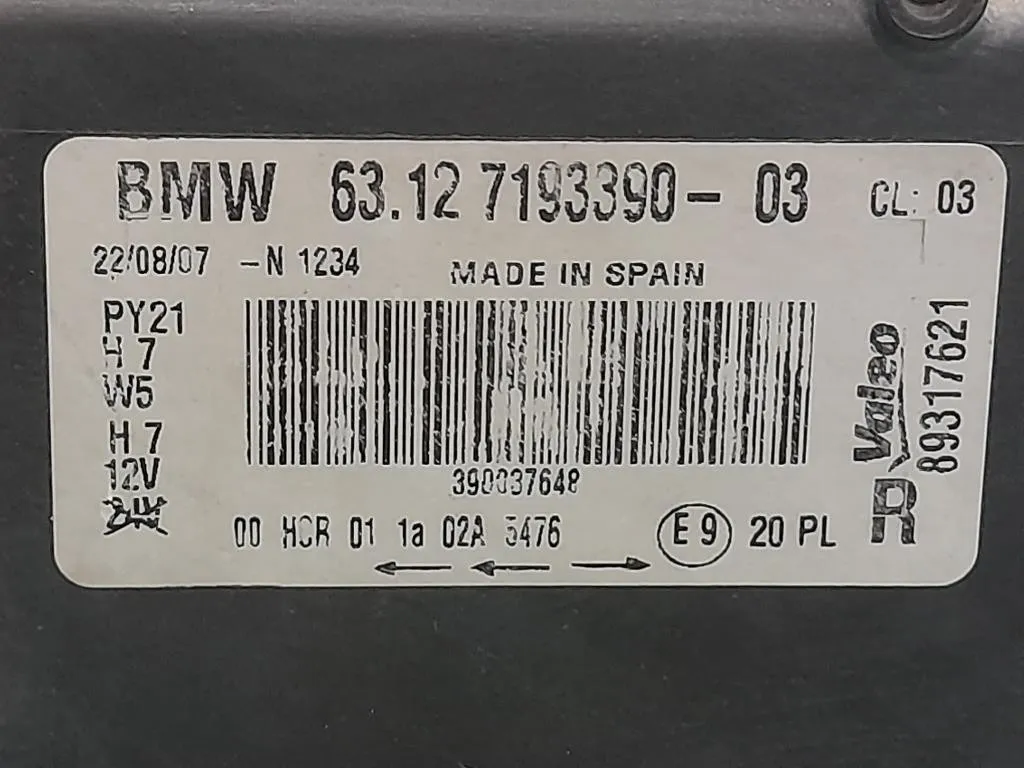 BMW 63.12 7193390- 03 CL: 03
22/08/07 -N 1234
MADE IN SPAIN
PY21
H 7
W5
H 7
12V
390037648
00 HCR 01 1a 02A 5476
E9 20 PL
Valeo
89317621
R